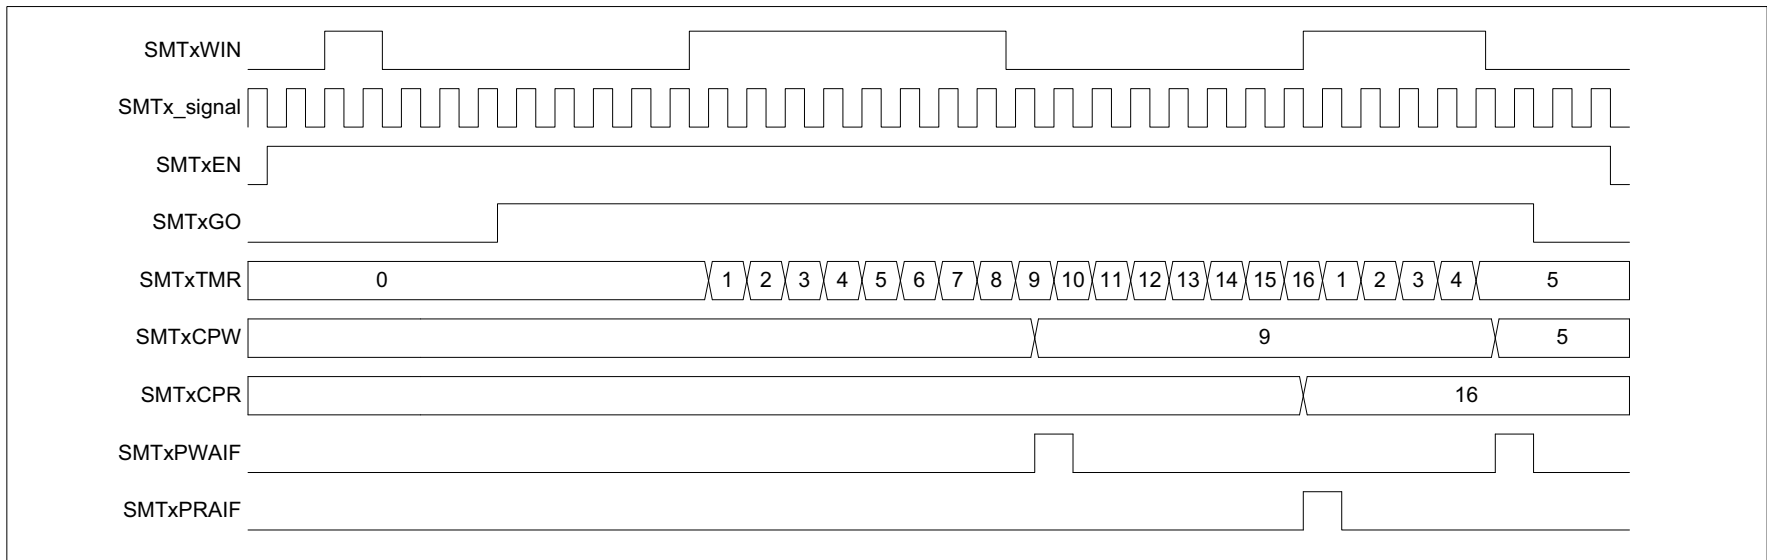 SMTxWIN
SMTx_signal
SMTxEN
SMTxGO
SMTxTMR 0 1 2 3 4 5 6 7 8 9 10 11 12 13 14 15 16 1 2 3 4 5
SMTxCPW 9 5
SMTxCPR 16
SMTxPWAIF
SMTxPRAIF